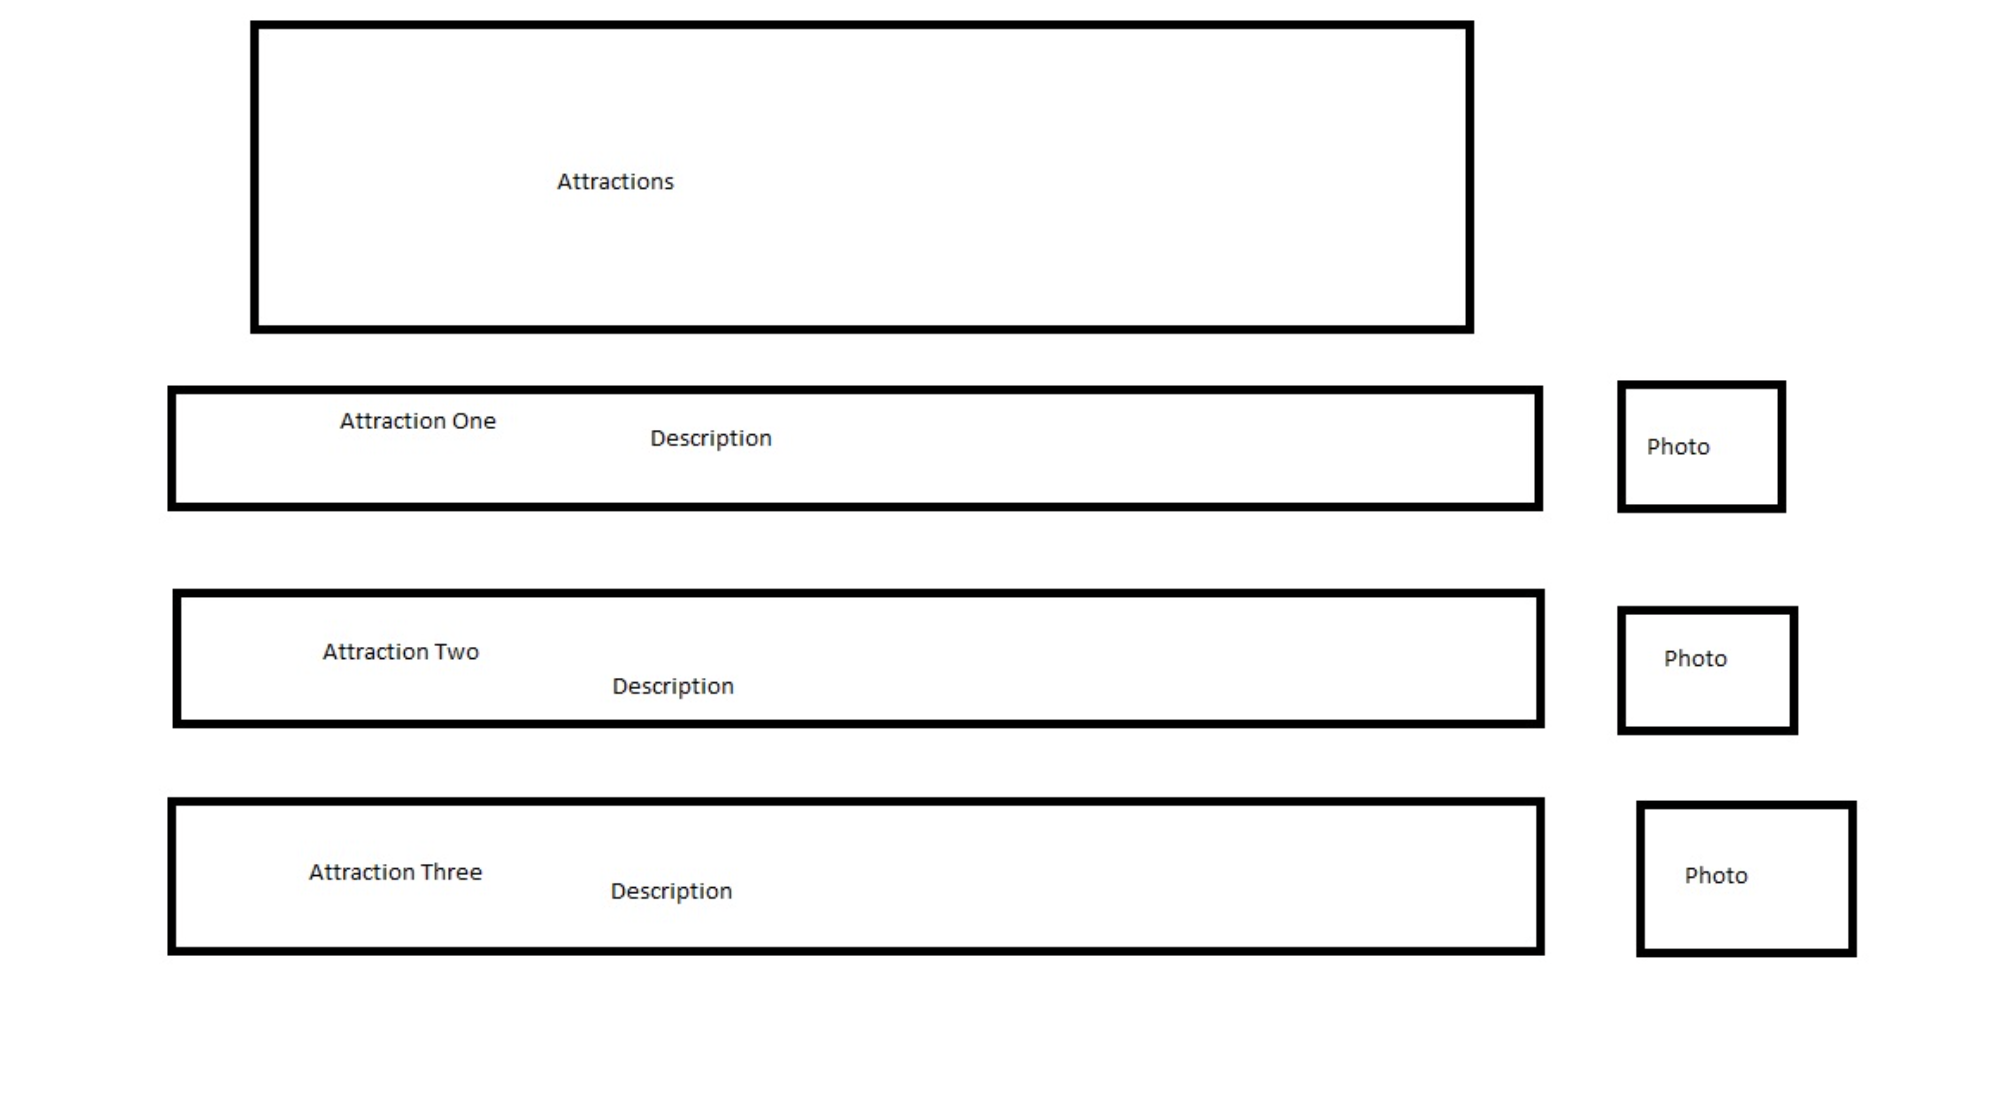 Attractions
Attraction One
Description
Photo
Attraction Two
Description
Photo
Attraction Three
Description
Photo